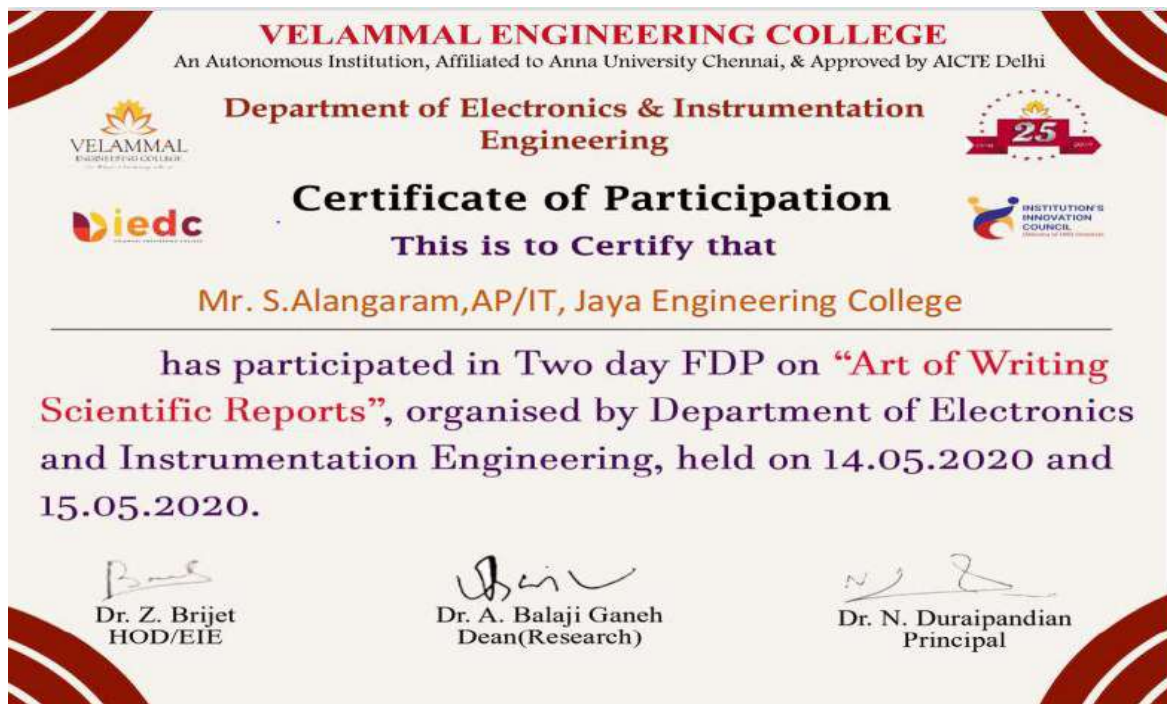 VELAMMAL ENGINEERING COLLEGE
An Autonomous Institution, Affiliated to Anna University Chennai, & Approved by AICTE Delhi
Department of Electronics & Instrumentation
Engineering
VELAMMAL
ENGINEERING COLLEGE
25
Certificate of Participation
iedc
INSTITUTION'S
INNOVATION
COUNCIL
This is to Certify that
Mr. S.Alangaram,AP/IT, Jaya Engineering College
has participated in Two day FDP on “Art of Writing
Scientific Reports”, organised by Department of Electronics
and Instrumentation Engineering, held on 14.05.2020 and
15.05.2020.
Dr. Z. Brijet
HOD/EIE
Dr. A. Balaji Ganeh
Dean(Research)
Dr. N. Duraipandian
Principal